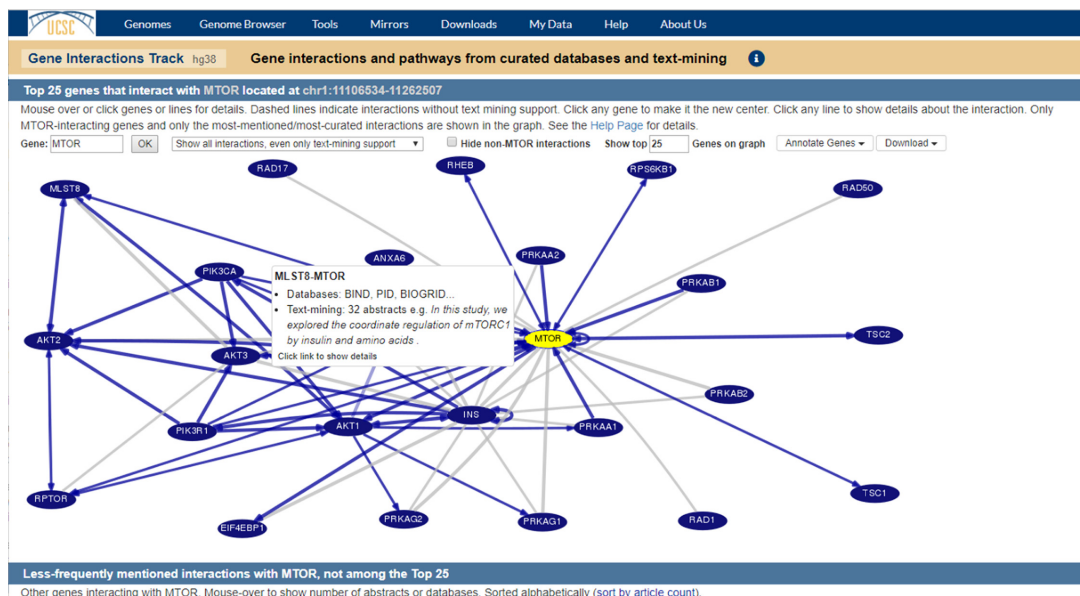 UCSC
Genomes Genome Browser Tools Mirrors Downloads My Data Help About Us
Gene Interactions Track hg38 Gene interactions and pathways from curated databases and text-mining i
Top 25 genes that interact with MTOR located at chr1:11106534-11262507
Mouse over or click genes or lines for details. Dashed lines indicate interactions without text mining support. Click any gene to make it the new center. Click any line to show details about the interaction. Only
MTOR-interacting genes and only the most-mentioned/most-curated interactions are shown in the graph. See the Help Page for details.
Gene: MTOR OK Show all interactions, even only text-mining support Hide non-MTOR interactions Show top 25 Genes on graph Annotate Genes Download
RAD17
RHEB
RPS6KB1
MLST8
RAD50
ANXA6
PRKAA2
PIK3CA
MLST8-MTOR
• Databases: BIND, PID, BIOGRID...
• Text-mining: 32 abstracts e.g. In this study, we
explored the coordinate regulation of mTORC1
by insulin and amino acids .
Click link to show details
PRKAB1
AKT2
MTOR
TSC2
AKT3
PRKAB2
INS
PIK3R1
AKT1
PRKAA1
RPTOR
TSC1
EIF4EBP1
PRKAG2
PRKAG1
RAD1
Less-frequently mentioned interactions with MTOR, not among the Top 25
Other genes interacting with MTOR. Mouse-over to show number of abstracts or databases. Sorted alphabetically (sort by article count).